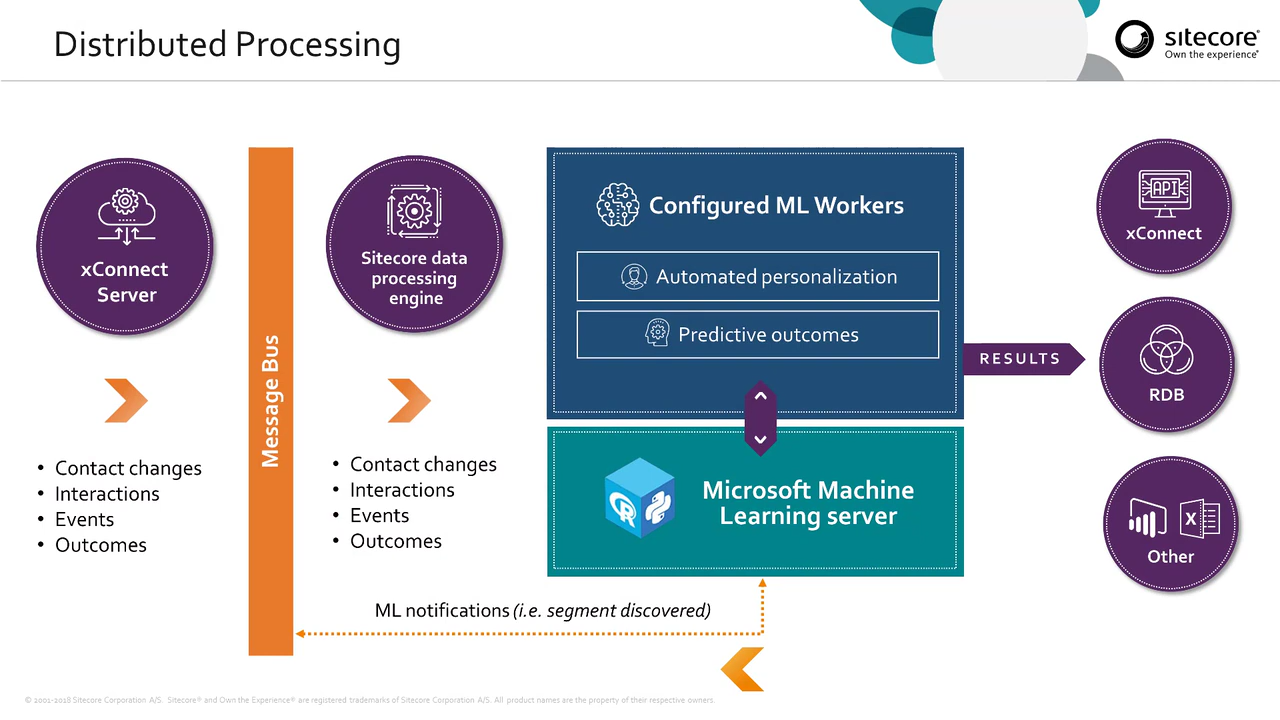 Distributed Processing
sitecore®
Own the experience®
xConnect
Server
• Contact changes
• Interactions
• Events
• Outcomes
Message Bus
Sitecore data
processing
engine
• Contact changes
• Interactions
• Events
• Outcomes
Configured ML Workers
Automated personalization
Predictive outcomes
Microsoft Machine
Learning server
R
ML notifications (i.e. segment discovered)
RESULTS
API
xConnect
RDB
X
Other
© 2001-2018 Sitecore Corporation A/S. Sitecore® and Own the Experience® are registered trademarks of Sitecore Corporation A/S. All product names are the property of their respective owners.